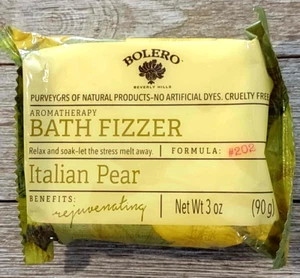 BOLERO
BEVERLY HILLS
PURVEYORS OF NATURAL PRODUCTS-NO ARTIFICIAL DYES. CRUELTY FREE
AROMATHERAPY
BATH FIZZER
Relax and soak-let the stress melt away.
FORMULA: #202
Italian Pear
BENEFITS:
rejuvenating
Net Wt 3 oz (90g)